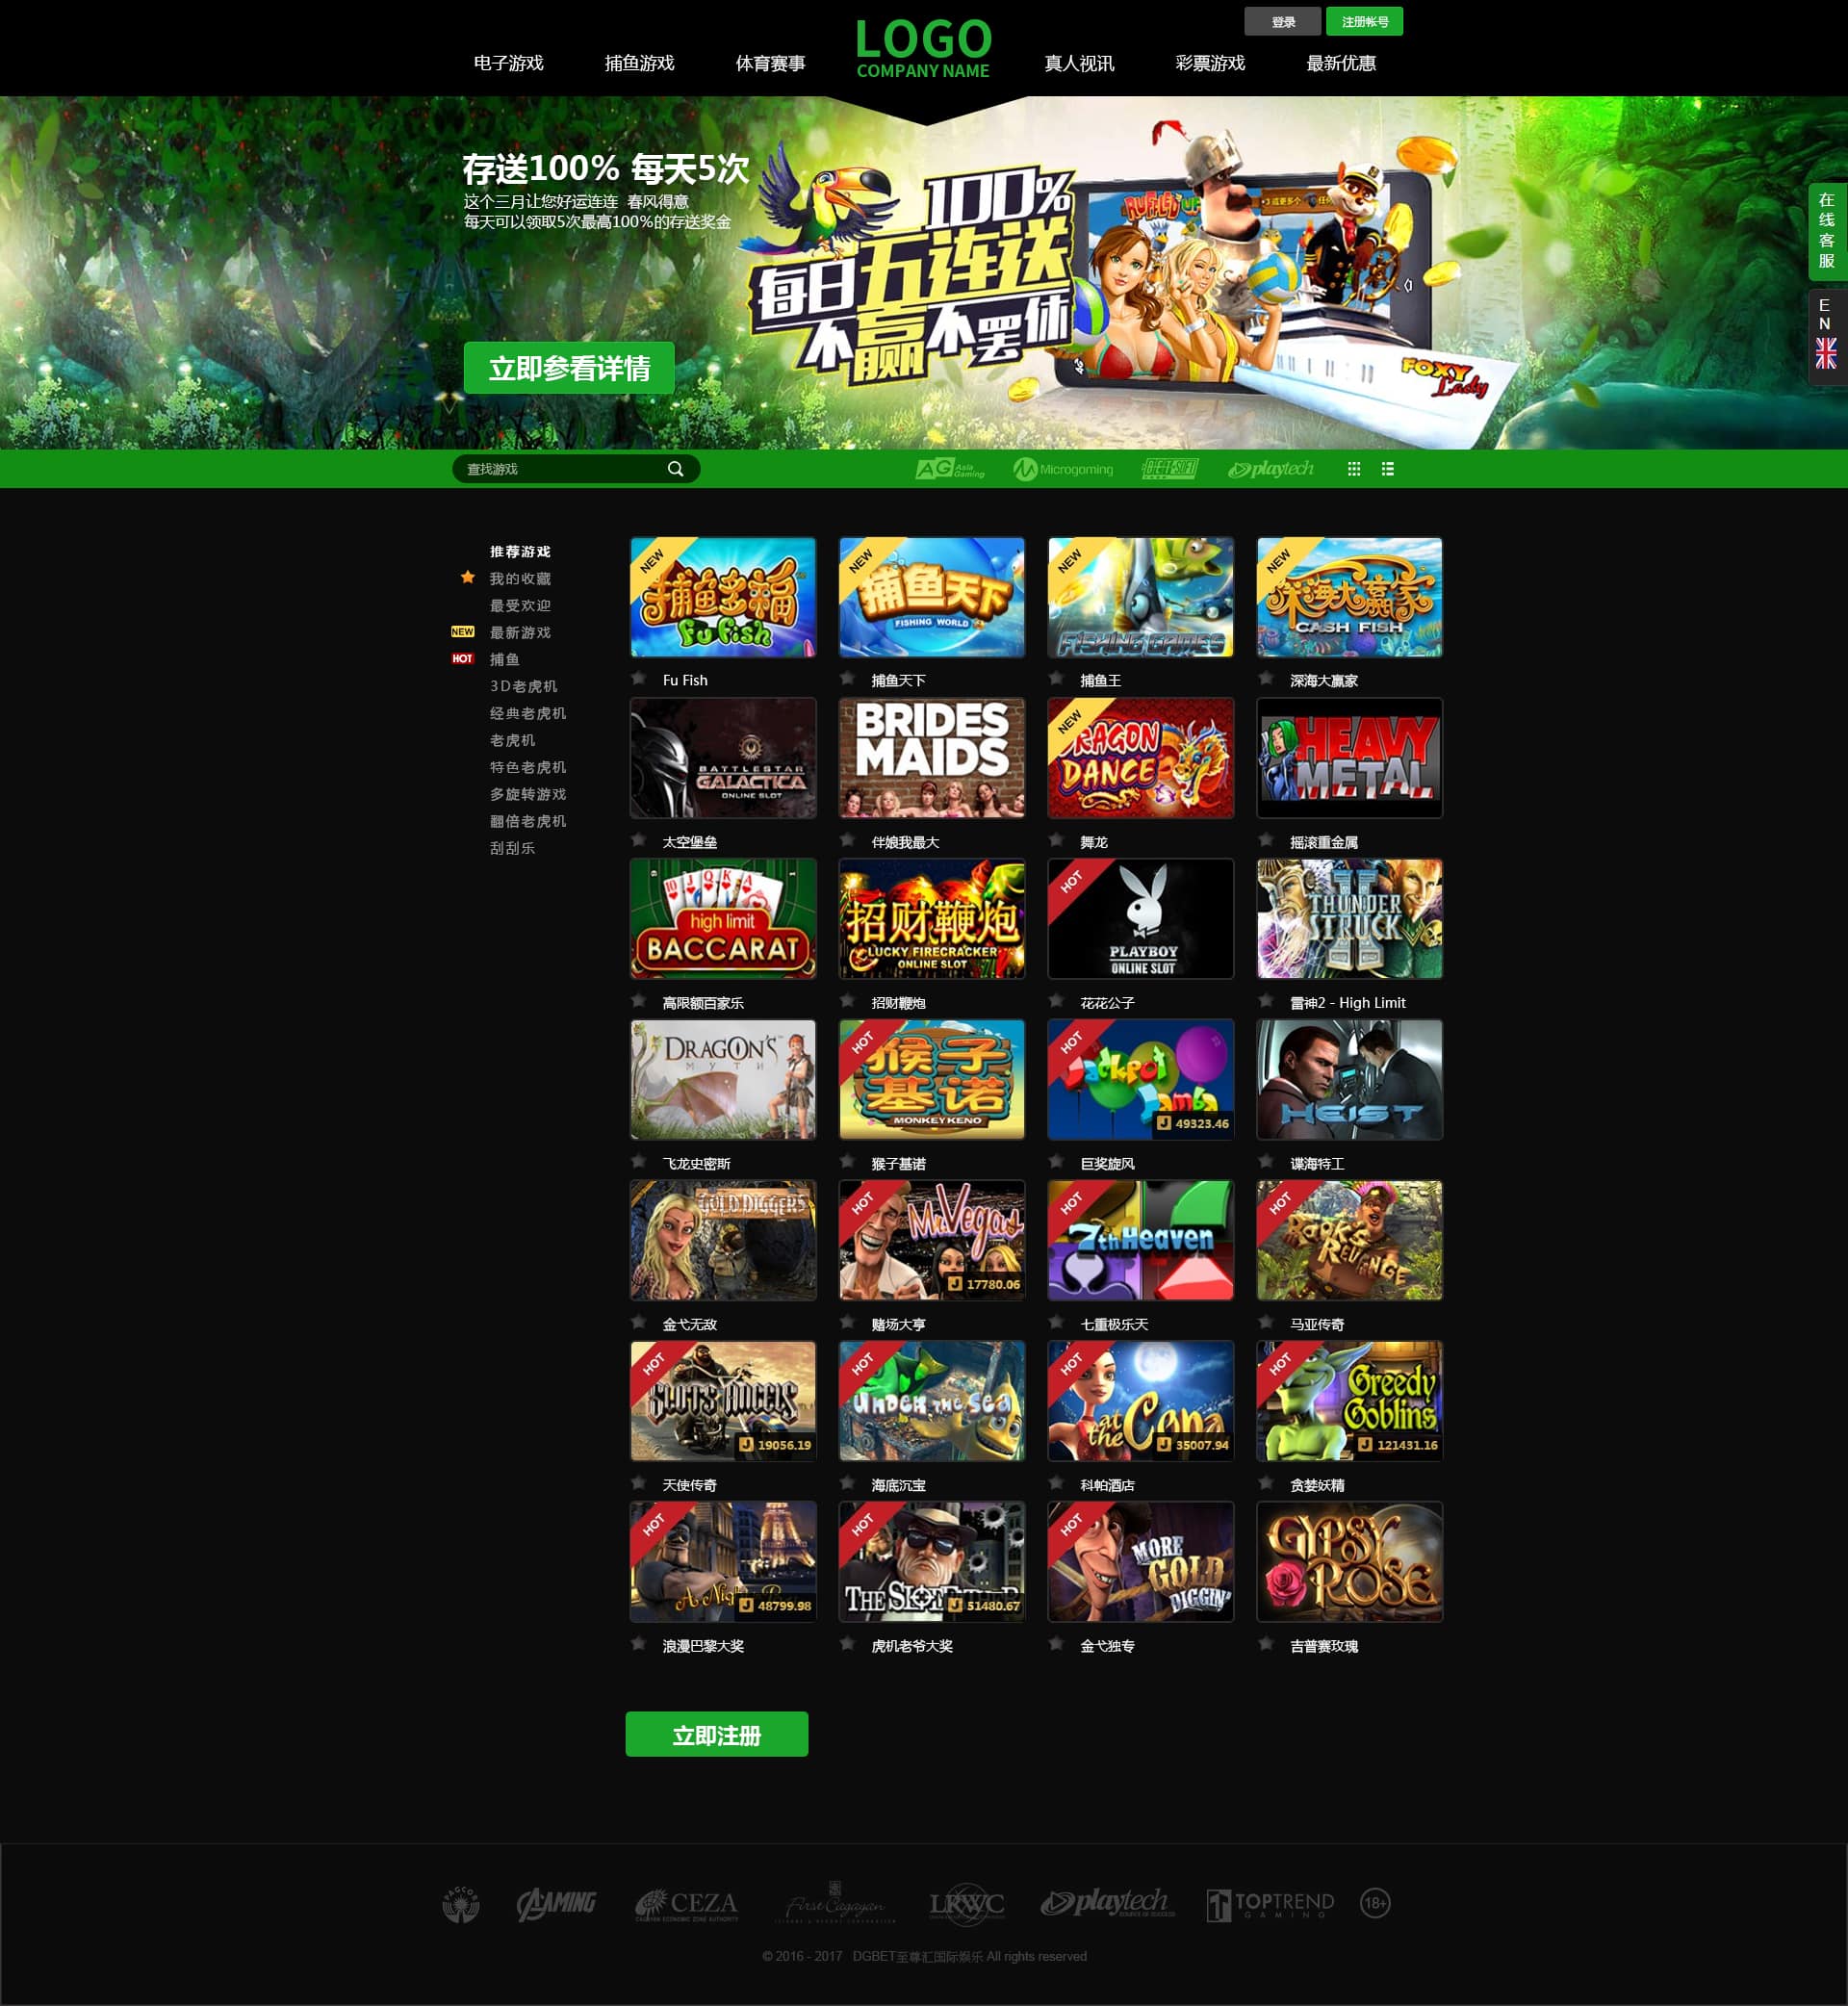 登录
注册帐号
电子游戏
捕鱼游戏
体育赛事
LOGO
COMPANY NAME
真人视讯
彩票游戏
最新优惠
存送100% 每天5次
这个三月让您好运连连 春风得意
每天可以领取5次最高100%的存送奖金
立即参看详情
100%
每日五连送
不赢不罢休
RUFFLED UP
FOXY
Lady
在线客服
EN
查找游戏
AG Asia Gaming
Microgaming
BETSOFT
playtech
推荐游戏
我的收藏
最受欢迎
NEW 最新游戏
HOT 捕鱼
3D老虎机
经典老虎机
老虎机
特色老虎机
多旋转游戏
翻倍老虎机
刮刮乐
NEW 捕鱼多福 Fu Fish
NEW 捕鱼天下 FISHING WORLD
NEW FISHING GAMES
NEW 深海大赢家 CASH FISH
Fu Fish
捕鱼天下
捕鱼王
深海大赢家
BATTLESTAR GALACTICA ONLINE SLOT
BRIDES MAIDS
NEW DRAGON DANCE
HEAVY METAL
太空堡垒
伴娘我最大
舞龙
摇滚重金属
high limit BACCARAT
招财鞭炮 LUCKY FIRECRACKER ONLINE SLOT
HOT PLAYBOY ONLINE SLOT
THUNDER STRUCK II
高限额百家乐
招财鞭炮
花花公子
雷神2 - High Limit
DRAGON'S MYTH
HOT 猴子基诺 MONKEY KENO
HOT Jackpot Jamba J 49323.46
HEIST
飞龙史密斯
猴子基诺
巨奖旋风
谍海特工
GOLD DIGGERS
HOT Mr.Vegas J 17780.06
HOT 7th Heaven
HOT ROOK'S REVENGE
金弋无敌
赌场大亨
七重极乐天
马亚传奇
HOT SLOTS ANGELS J 19056.19
HOT UNDER THE SEA
HOT at the Copa J 35007.94
HOT Greedy Goblins J 121431.16
天使传奇
海底沉宝
科帕酒店
贪婪妖精
HOT A Night J 48799.98
HOT THE J 51480.67
HOT MORE GOLD DIGGIN'
GYPSY ROSE
浪漫巴黎大奖
虎机老爷大奖
金弋独专
吉普赛玫瑰
立即注册
PAGCOR
GAMING
CEZA
CAGAYAN ECONOMIC ZONE AUTHORITY
First Cagayan
LRWC
playtech
SOURCE OF SUCCESS
TOPTREND
GAMING
18+
© 2016 - 2017 DGBET至尊汇国际娱乐 All rights reserved